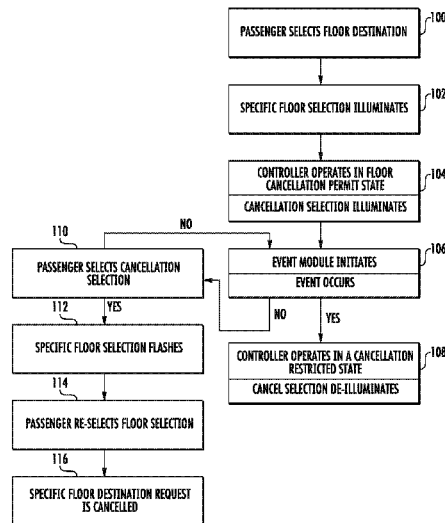 PASSENGER SELECTS FLOOR DESTINATION
100
SPECIFIC FLOOR SELECTION ILLUMINATES
102
CONTROLLER OPERATES IN FLOOR
CANCELLATION PERMIT STATE
CANCELLATION SELECTION ILLUMINATES
104
NO
110
PASSENGER SELECTS CANCELLATION
SELECTION
EVENT MODULE INITIATES
EVENT OCCURS
106
NO
YES
YES
112
SPECIFIC FLOOR SELECTION FLASHES
CONTROLLER OPERATES IN A CANCELLATION
RESTRICTED STATE
CANCEL SELECTION DE-ILLUMINATES
108
114
PASSENGER RE-SELECTS FLOOR SELECTION
116
SPECIFIC FLOOR DESTINATION REQUEST
IS CANCELLED